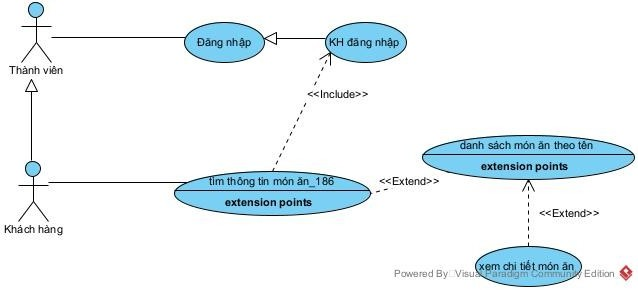 Đăng nhập
KH đăng nhập
Thành viên
<<Include>>
danh sách món ăn theo tên
extension points
tìm thông tin món ăn_186
extension points
<<Extend>>
Khách hàng
<<Extend>>
xem chi tiết món ăn
Powered By Visual Paradigm Community Edition